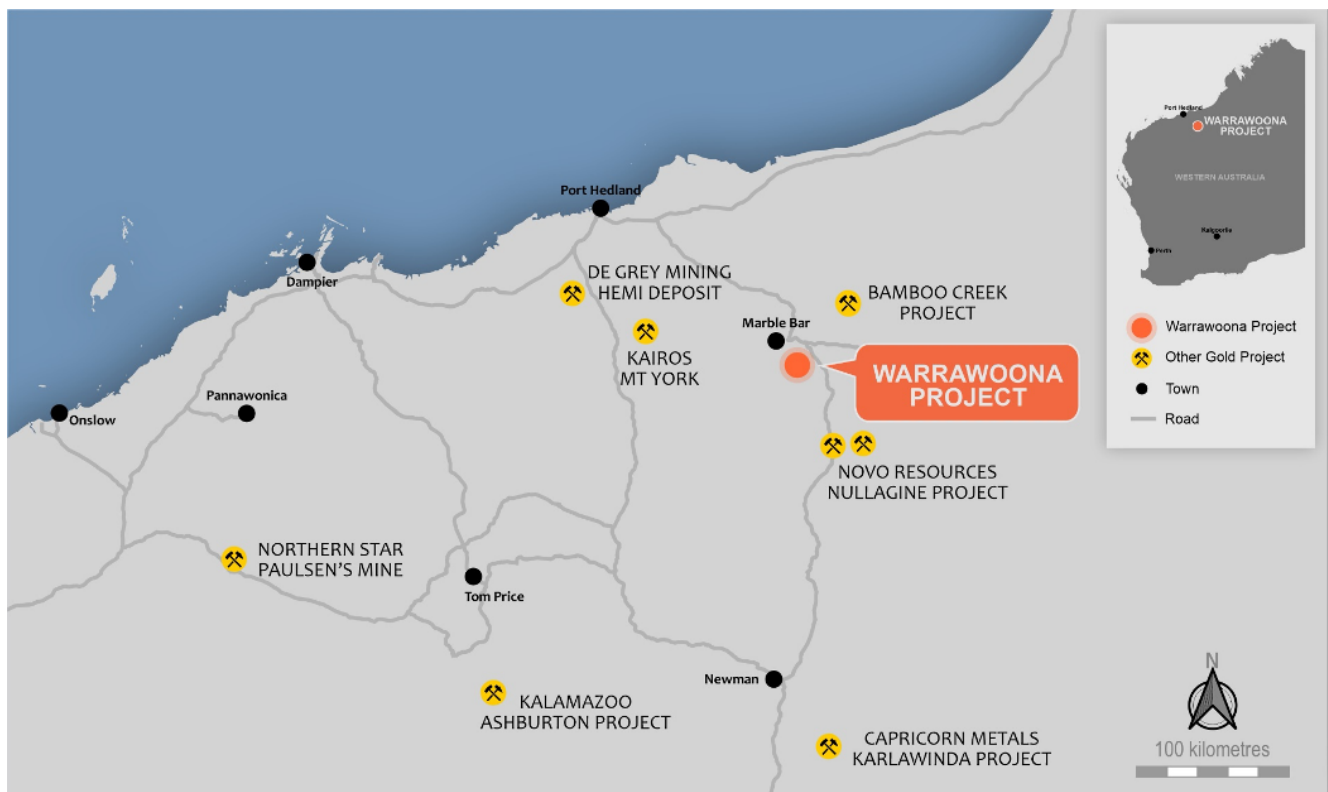 Port Hedland
WARRAWOONA
PROJECT
WESTERN AUSTRALIA
Kalgoorlie
Perth
Warrawoona Project
Other Gold Project
Town
Road
Port Hedland
Dampier
DE GREY MINING
HEMI DEPOSIT
BAMBOO CREEK
PROJECT
Marble Bar
KAIROS
MT YORK
WARRAWOONA
PROJECT
Pannawonica
Onslow
NOVO RESOURCES
NULLAGINE PROJECT
NORTHERN STAR
PAULSEN'S MINE
Tom Price
Newman
KALAMAZOO
ASHBURTON PROJECT
CAPRICORN METALS
KARLAWINDA PROJECT
N
100 kilometres